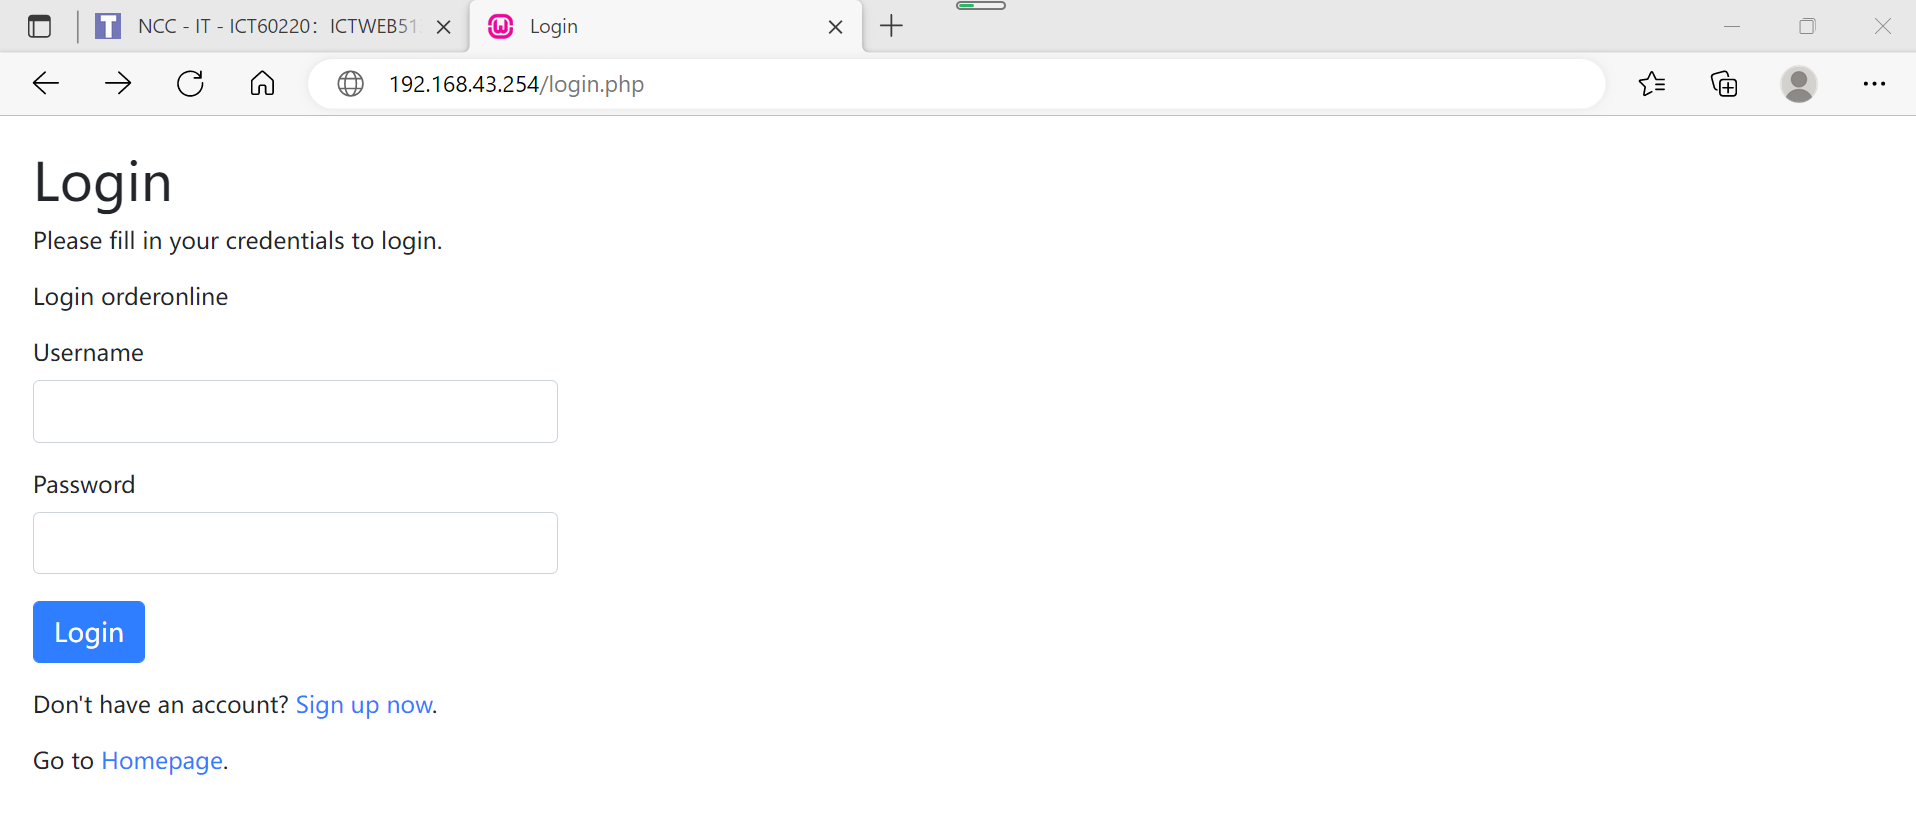 NCC - IT - ICT60220: ICTWEB51
Login
192.168.43.254/login.php
Login
Please fill in your credentials to login.
Login orderonline
Username
Password
Login
Don't have an account? Sign up now.
Go to Homepage.